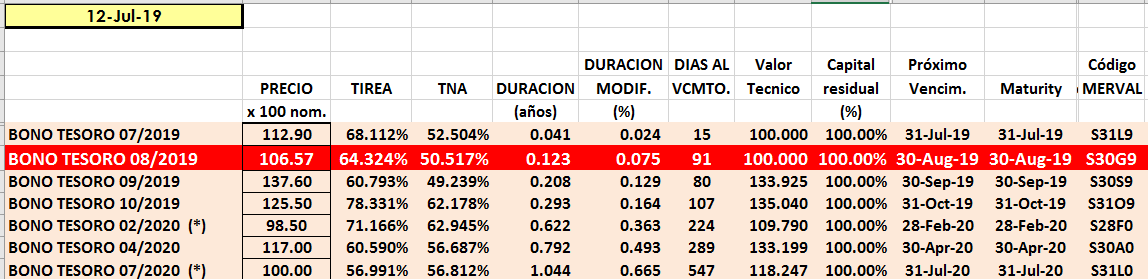 12-Jul-19
DURACION DIAS AL Valor Capital Próximo Código
PRECIO TIREA TNA DURACION MODIF. VCMTO. Tecnico residual Vencim. Maturity MERVAL
x 100 nom. (años) (%) (%)
BONO TESORO 07/2019 112.90 68.112% 52.504% 0.041 0.024 15 100.000 100.00% 31-Jul-19 31-Jul-19 S31L9
BONO TESORO 08/2019 106.57 64.324% 50.517% 0.123 0.075 91 100.000 100.00% 30-Aug-19 30-Aug-19 S30G9
BONO TESORO 09/2019 137.60 60.793% 49.239% 0.208 0.129 80 133.925 100.00% 30-Sep-19 30-Sep-19 S30S9
BONO TESORO 10/2019 125.50 78.331% 62.178% 0.293 0.164 107 135.040 100.00% 31-Oct-19 31-Oct-19 S31O9
BONO TESORO 02/2020 (*) 98.50 71.166% 62.945% 0.622 0.363 224 109.790 100.00% 28-Feb-20 28-Feb-20 S28F0
BONO TESORO 04/2020 117.00 60.590% 56.687% 0.792 0.493 289 133.199 100.00% 30-Apr-20 30-Apr-20 S30A0
BONO TESORO 07/2020 (*) 100.00 56.991% 56.812% 1.044 0.665 547 118.247 100.00% 31-Jul-20 31-Jul-20 S31L0